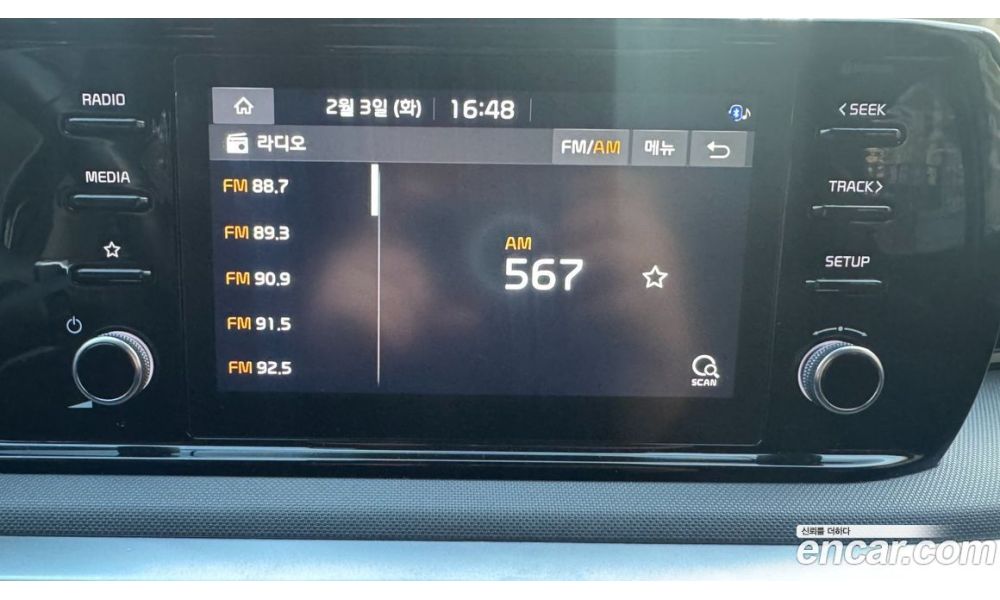 RADIO
MEDIA
2월 3일 (화) 16:48
라디오 FM/AM 메뉴
FM 88.7
FM 89.3
FM 90.9
FM 91.5
FM 92.5
AM
567
SCAN
< SEEK
TRACK >
SETUP
신뢰를 더하다
encar.com